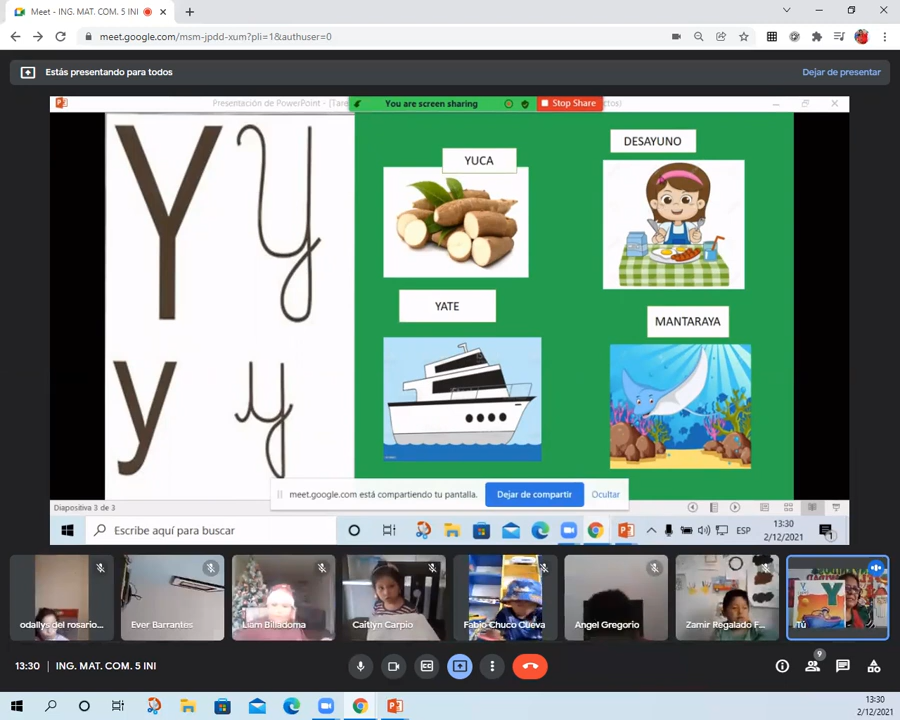 Meet - ING. MAT. COM. 5 INI
meet.google.com/msm-jpdd-xum?pli=1&authuser=0
Estás presentando para todos
Dejar de presentar
Presentación de PowerPoint - [Tare
You are screen sharing
Stop Share
ctos)
Y y
y y
YUCA
DESAYUNO
YATE
MANTARAYA
meet.google.com está compartiendo tu pantalla.
Dejar de compartir
Ocultar
Diapositiva 3 de 3
Escribe aquí para buscar
ESP
13:30
2/12/2021
1
odallys del rosario...
Ever Barrantes
Liam Billadoma
Caitlyn Carpio
Fabio Chuco Cueva
Angel Gregorio
Zamir Regalado F...
Y
Tú
13:30
ING. MAT. COM. 5 INI
9
13:30
2/12/2021